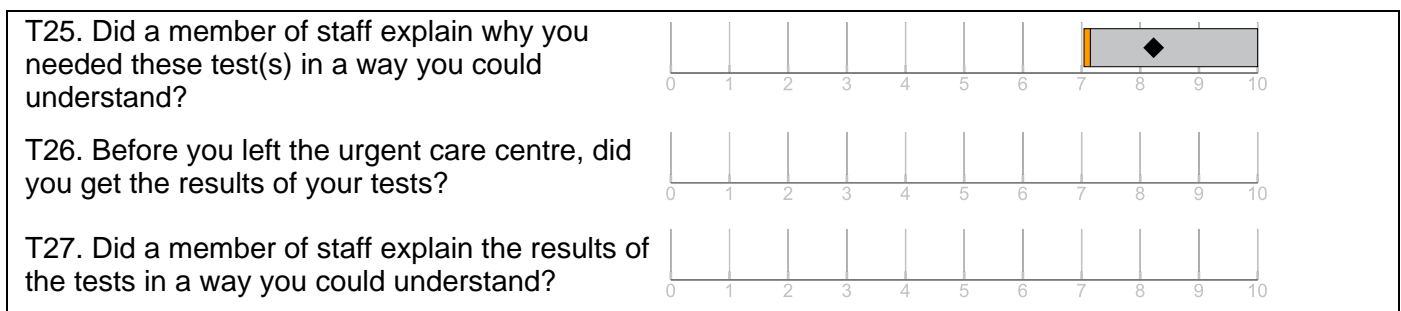 T25. Did a member of staff explain why you
needed these test(s) in a way you could
understand?
0 1 2 3 4 5 6 7 8 9 10
T26. Before you left the urgent care centre, did
you get the results of your tests?
0 1 2 3 4 5 6 7 8 9 10
T27. Did a member of staff explain the results of
the tests in a way you could understand?
0 1 2 3 4 5 6 7 8 9 10